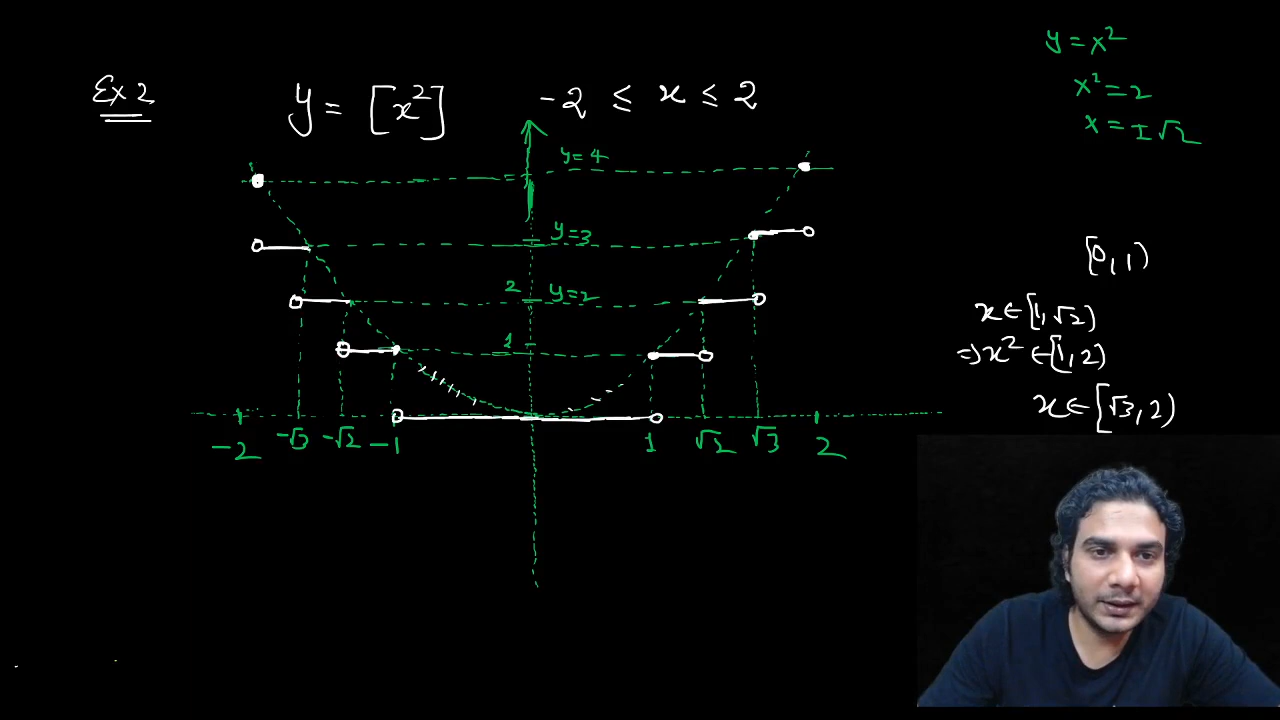 Ex 2
y = [x²] -2 ≤ x ≤ 2
y = x²
x² = 2
x = ±√2
y=4
y=3
2 y=2
1
-2 -√3 -√2 -1 1 √2 √3 2
[0,1)
x∈[1,√2)
⇒x² ∈[1,2)
x∈[√3,2)